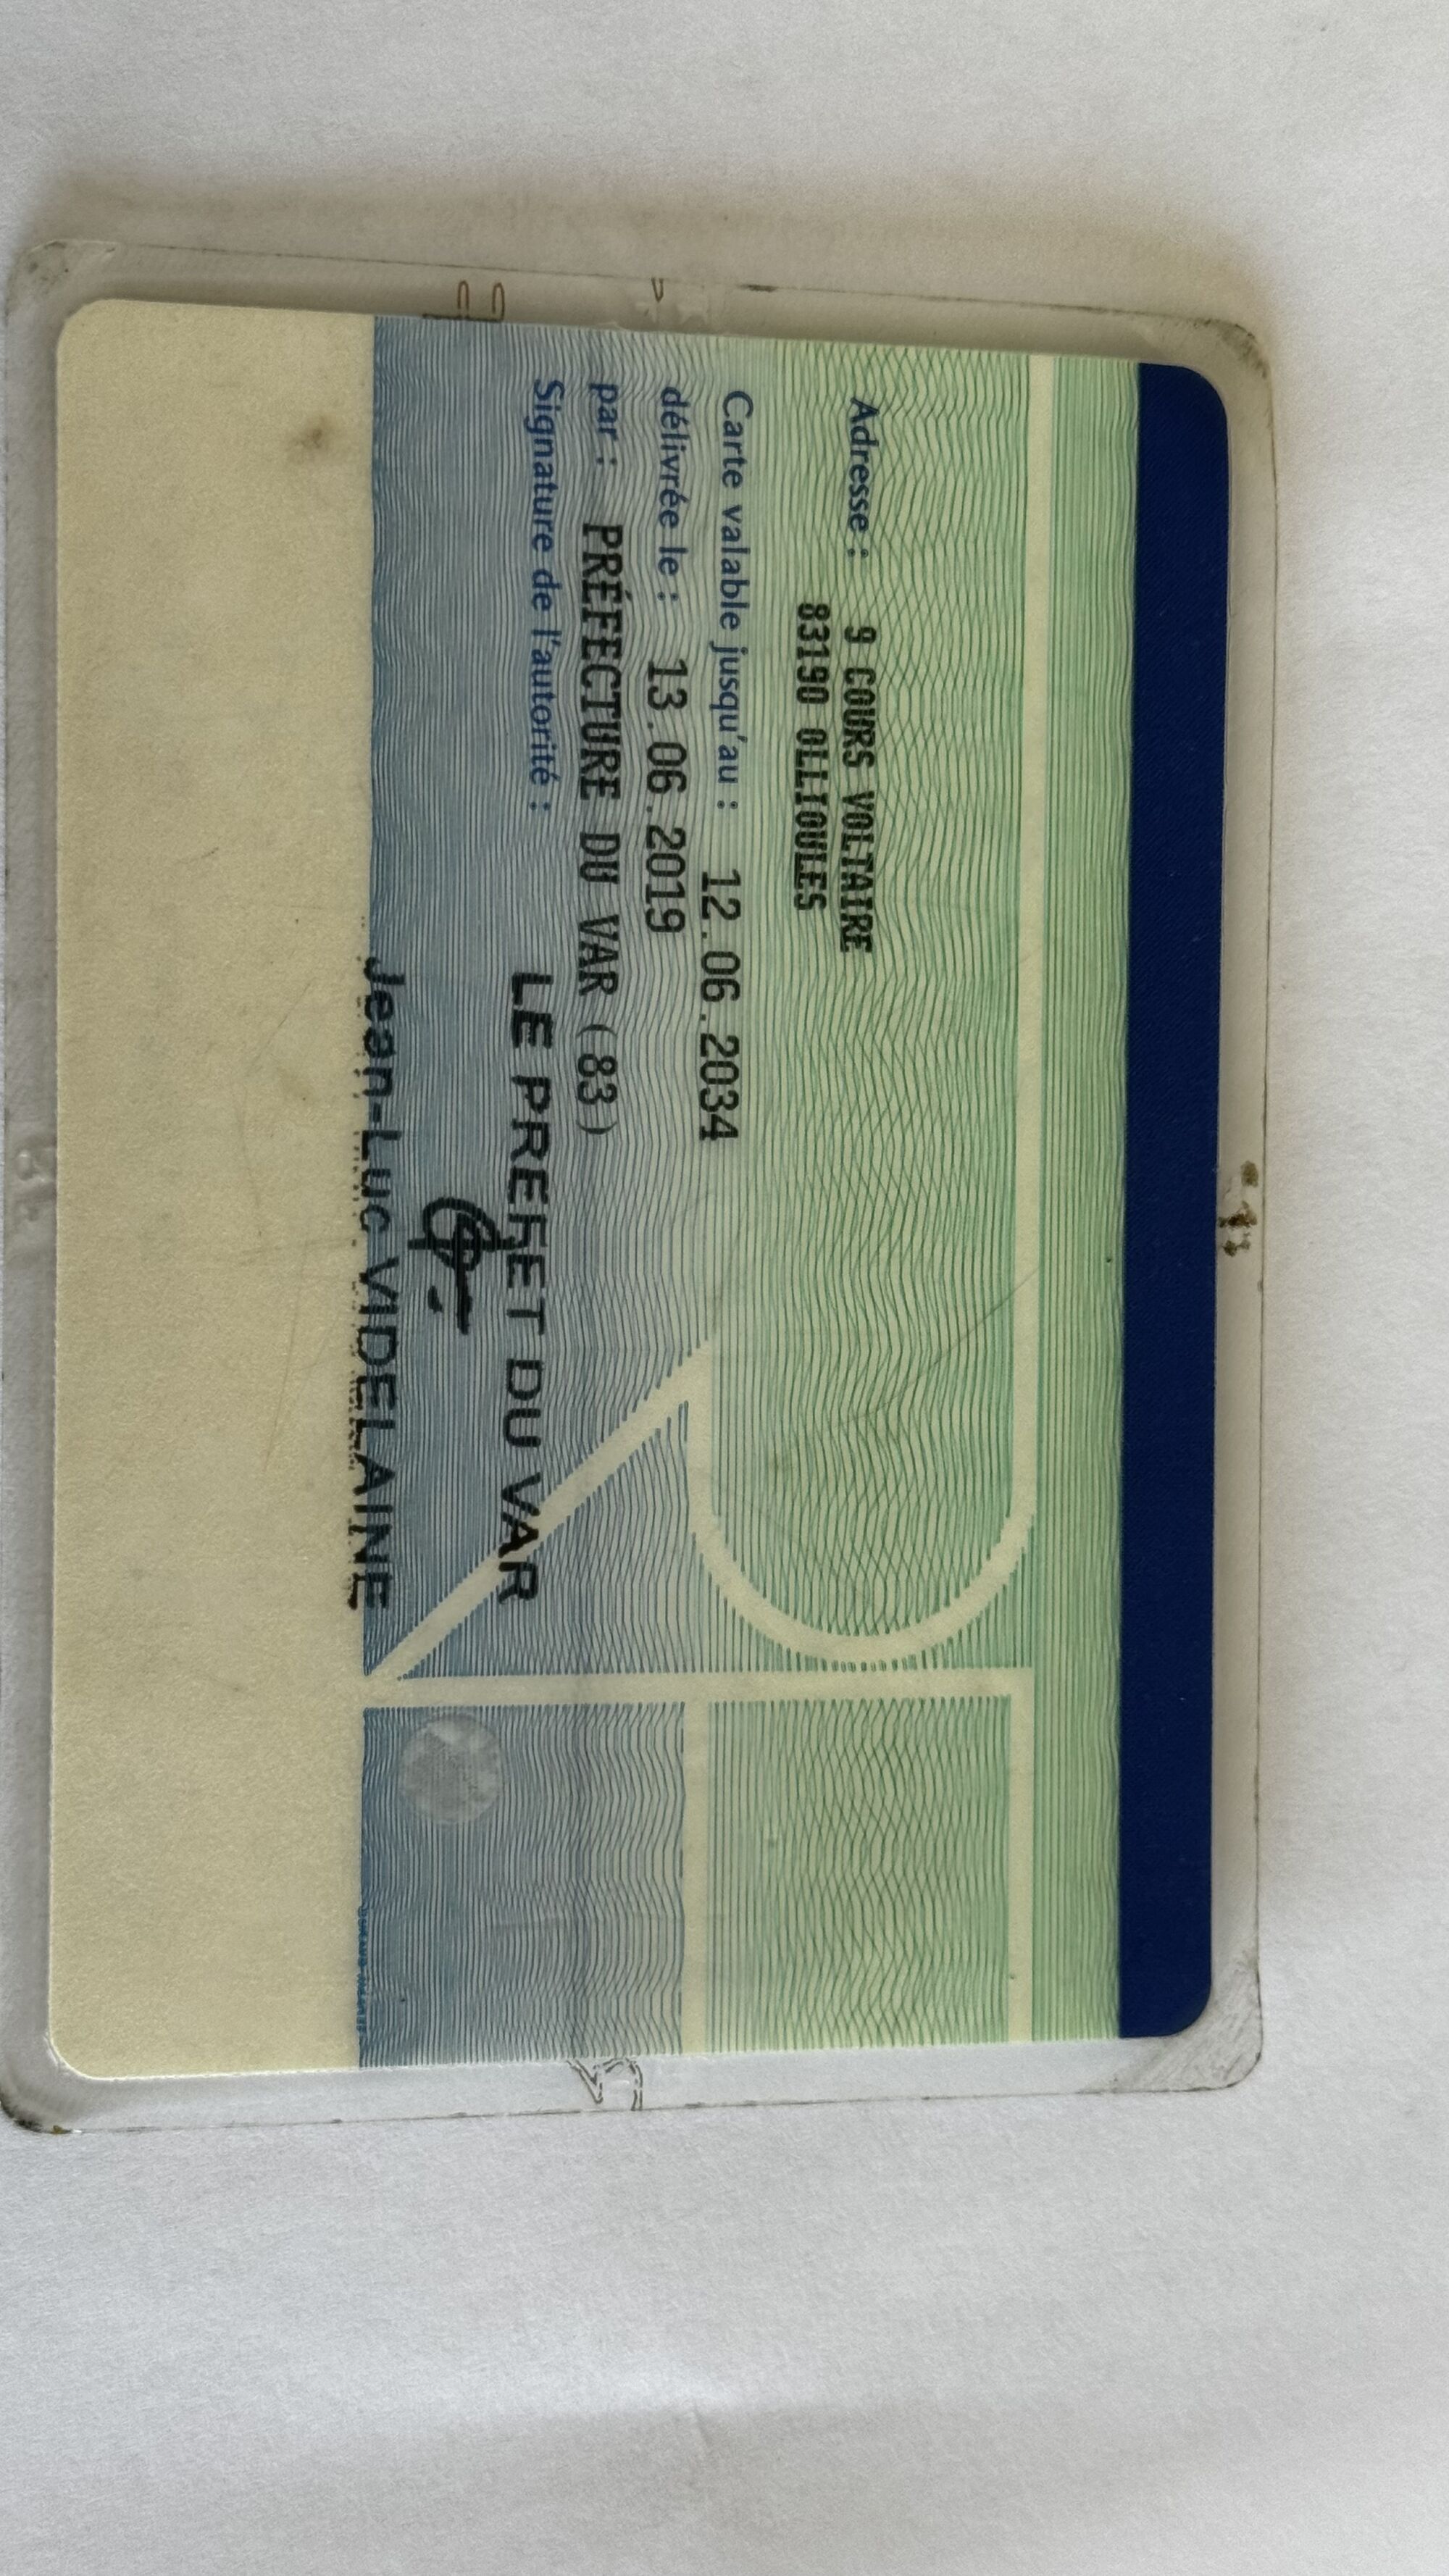 Adresse : 9 COURS VOLTAIRE
83190 OLLIOULES
Carte valable jusqu'au : 12.06.2034
délivrée le : 13.06.2019
par : PRÉFECTURE DU VAR (83)
Signature de l'autorité :
LE PREFET DU VAR
Jean-Luc VIDELAINE